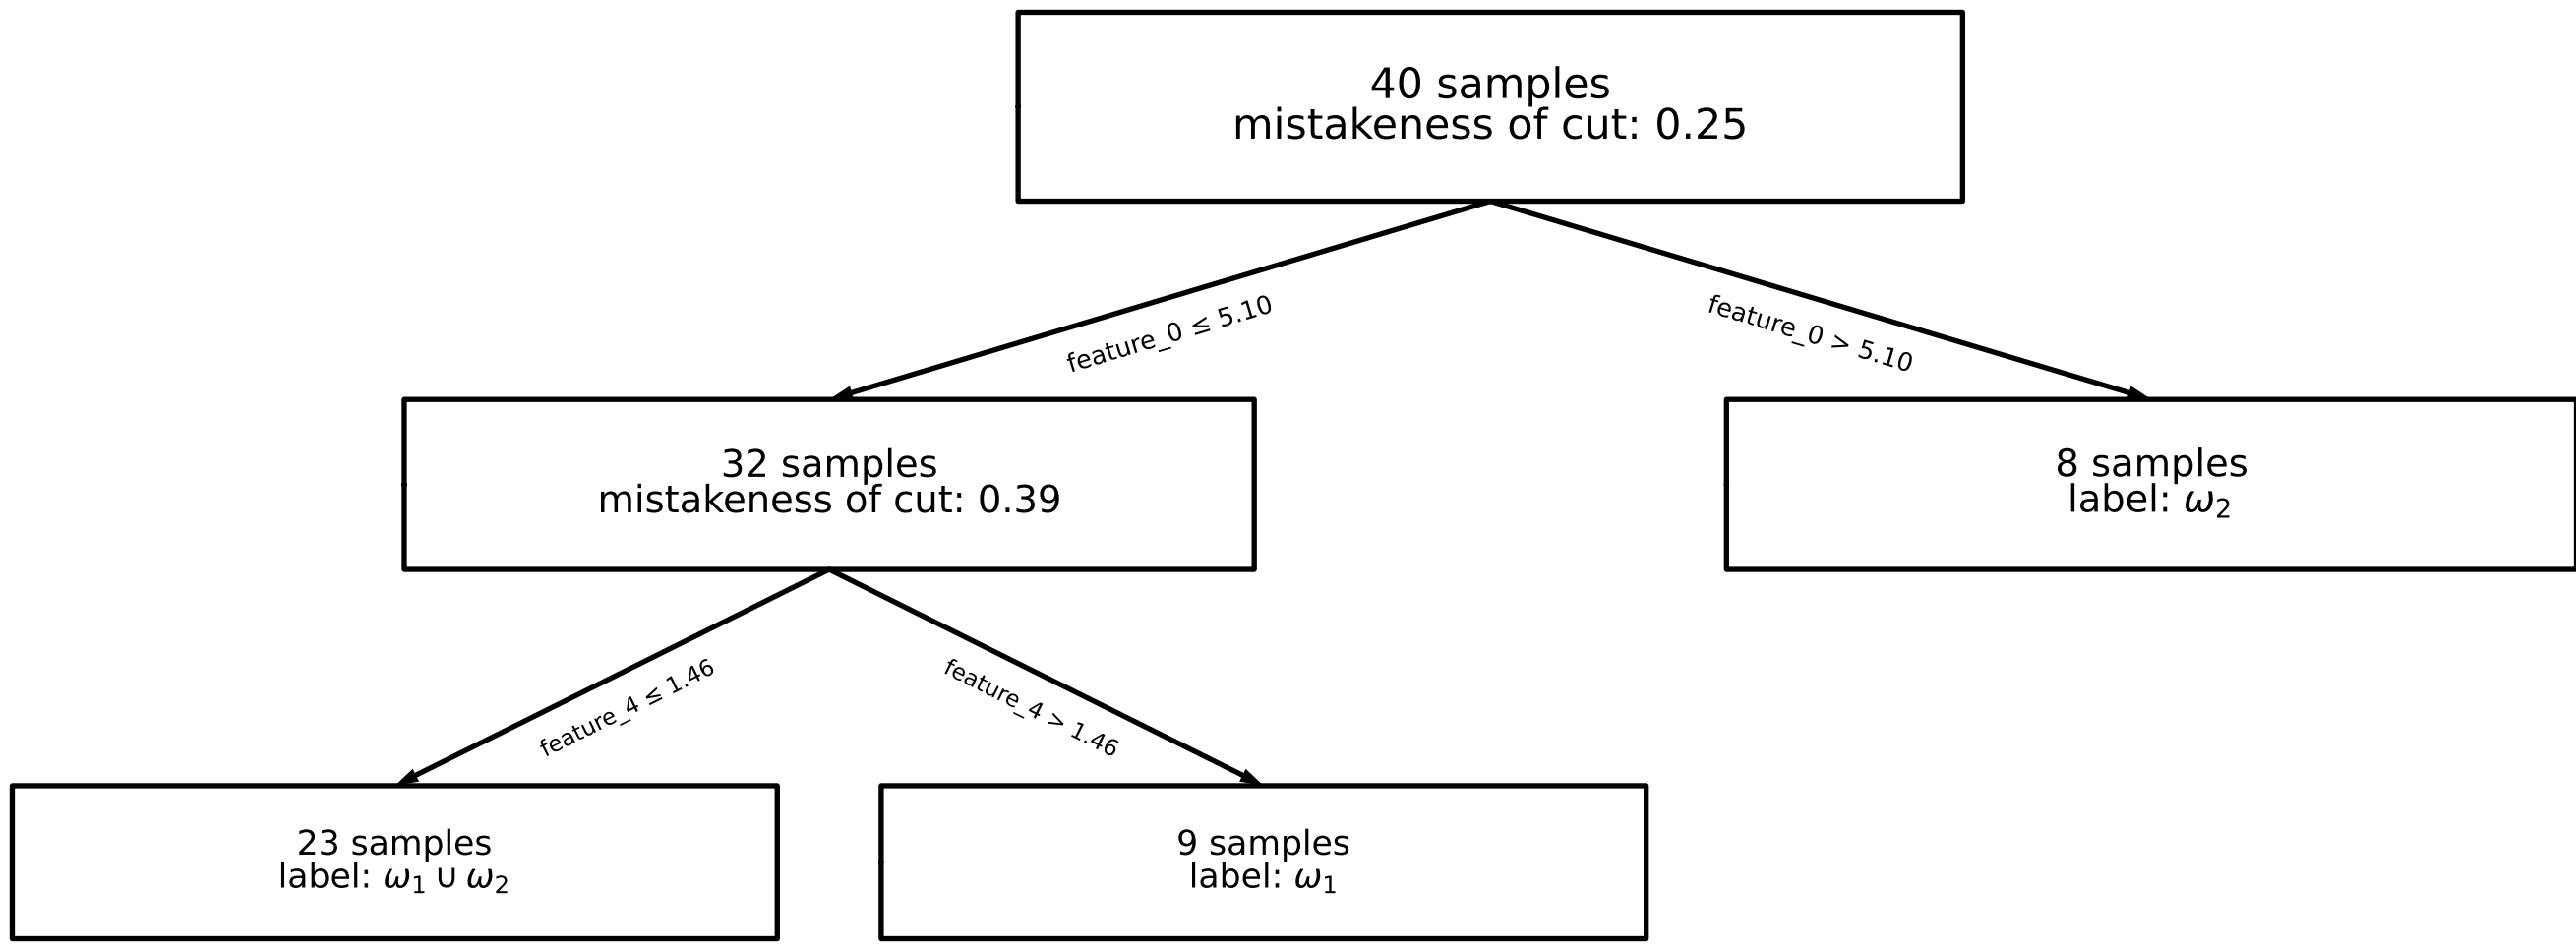 40 samples
mistakeness of cut: 0.25
feature_0 ≤ 5.10
feature_0 > 5.10
32 samples
mistakeness of cut: 0.39
8 samples
label: ω₂
feature_4 ≤ 1.46
feature_4 > 1.46
23 samples
label: ω₁ ∪ ω₂
9 samples
label: ω₁